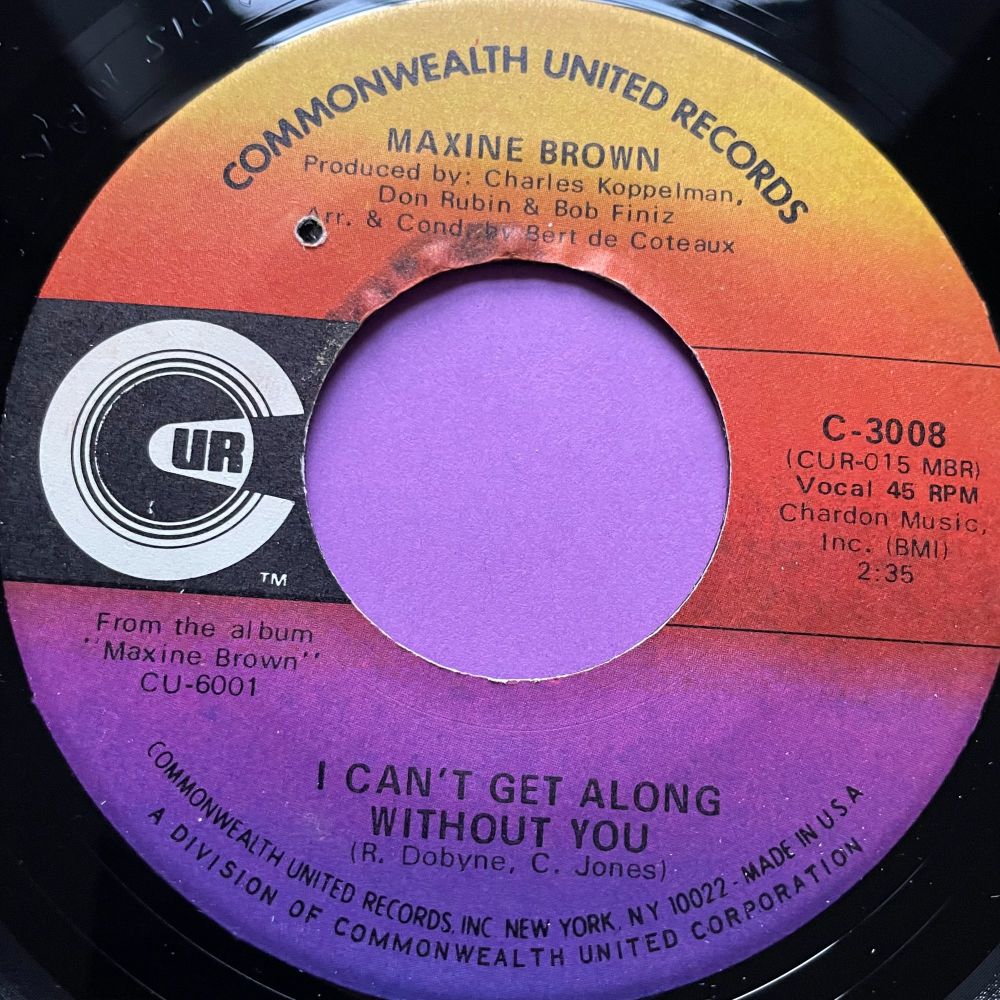 COMMONWEALTH UNITED RECORDS
MAXINE BROWN
Produced by: Charles Koppelman,
Don Rubin & Bob Finiz
Arr. & Cond. by Bert de Coteaux
CUR
TM
C-3008
(CUR-015 MBR)
Vocal 45 RPM
Chardon Music,
Inc. (BMI)
2:35
From the album
"Maxine Brown"
CU-6001
I CAN'T GET ALONG
WITHOUT YOU
(R. Dobyne, C. Jones)
COMMONWEALTH UNITED RECORDS, INC. NEW YORK, N.Y. 10022 - MADE IN U.S.A
A DIVISION OF COMMONWEALTH UNITED CORPORATION